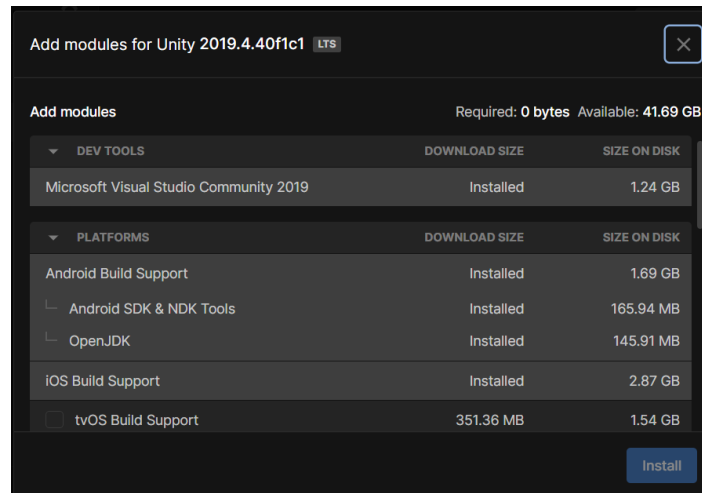 Add modules for Unity 2019.4.40f1c1 LTS
Add modules Required: 0 bytes Available: 41.69 GB
DEV TOOLS DOWNLOAD SIZE SIZE ON DISK
Microsoft Visual Studio Community 2019 Installed 1.24 GB
PLATFORMS DOWNLOAD SIZE SIZE ON DISK
Android Build Support Installed 1.69 GB
Android SDK & NDK Tools Installed 165.94 MB
OpenJDK Installed 145.91 MB
iOS Build Support Installed 2.87 GB
tvOS Build Support 351.36 MB 1.54 GB
Install